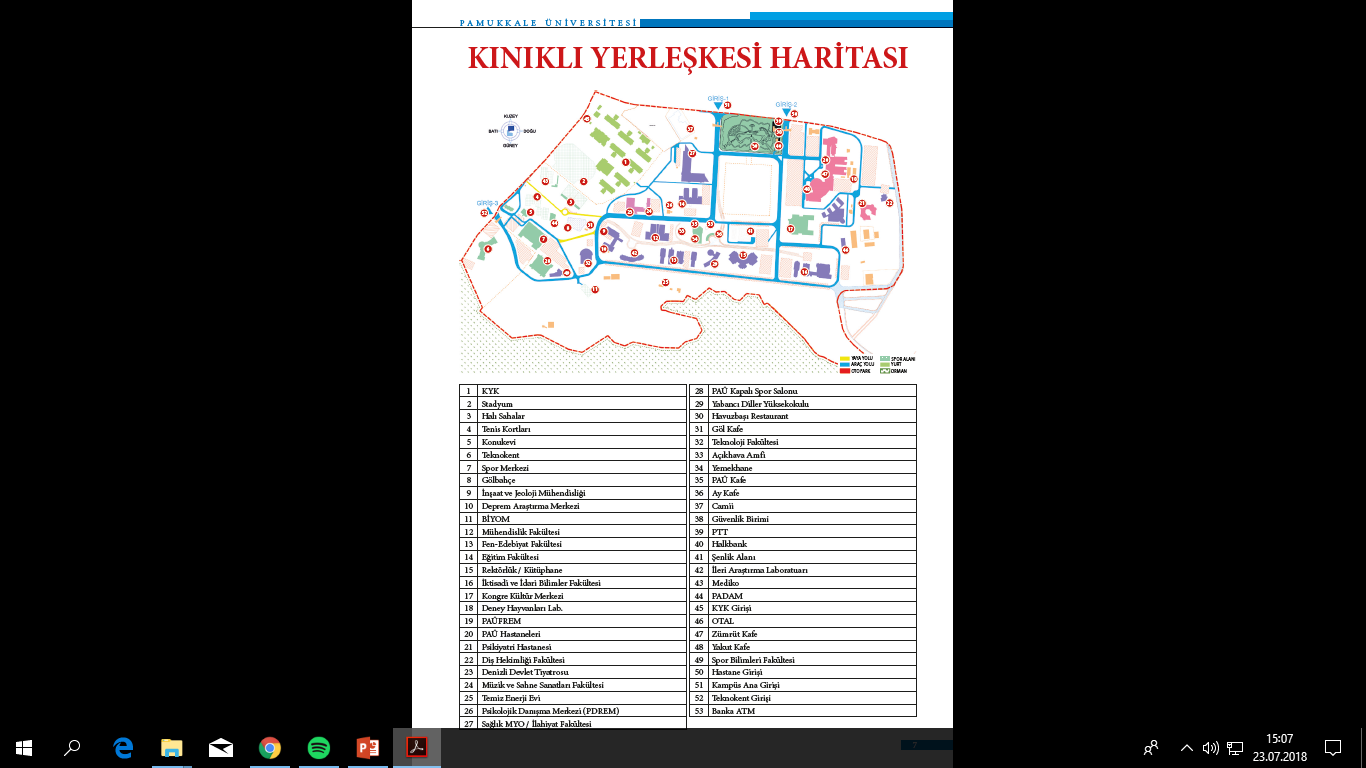 PAMUKKALE ÜNİVERSİTESİ
KINIKLI YERLEŞKESİ HARİTASI
GİRİŞ-1
GİRİŞ-2
KUZEY
BATI
DOĞU
GÜNEY
GİRİŞ-3
YAYA YOLU
ARAÇ YOLU
OTOPARK
SPOR ALANI
YURT
ORMAN
1 KYK
2 Stadyum
3 Halı Sahalar
4 Tenis Kortları
5 Konukevi
6 Teknokent
7 Spor Merkezi
8 Gölbahçe
9 İnşaat ve Jeoloji Mühendisliği
10 Deprem Araştırma Merkezi
11 BİYOM
12 Mühendislik Fakültesi
13 Fen-Edebiyat Fakültesi
14 Eğitim Fakültesi
15 Rektörlük / Kütüphane
16 İktisadi ve İdari Bilimler Fakültesi
17 Kongre Kültür Merkezi
18 Deney Hayvanları Lab.
19 PAÜFREM
20 PAÜ Hastaneleri
21 Psikiyatri Hastanesi
22 Diş Hekimliği Fakültesi
23 Denizli Devlet Tiyatrosu
24 Müzik ve Sahne Sanatları Fakültesi
25 Temiz Enerji Evi
26 Psikolojik Danışma Merkezi (PDREM)
27 Sağlık MYO / İlahiyat Fakültesi
28 PAÜ Kapalı Spor Salonu
29 Yabancı Diller Yüksekokulu
30 Havuzbaşı Restaurant
31 Göl Kafe
32 Teknoloji Fakültesi
33 Açıkhava Amfi
34 Yemekhane
35 PAÜ Kafe
36 Ay Kafe
37 Camii
38 Güvenlik Birimi
39 PTT
40 Halkbank
41 Şenlik Alanı
42 İleri Araştırma Laboratuarı
43 Mediko
44 PADAM
45 KYK Girişi
46 OTAL
47 Zümrüt Kafe
48 Yakut Kafe
49 Spor Bilimleri Fakültesi
50 Hastane Girişi
51 Kampüs Ana Girişi
52 Teknokent Girişi
53 Banka ATM
7
15:07
23.07.2018